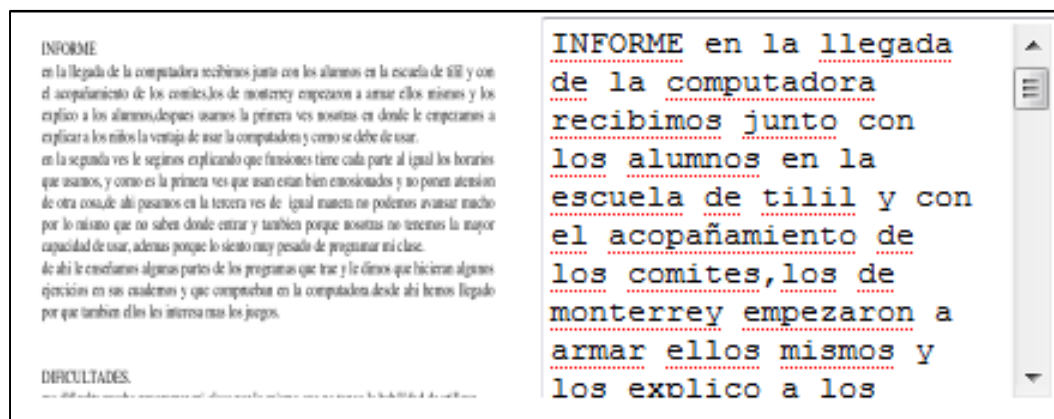 INFORME
en la llegada de la computadora recibimos junto con los alumnos en la escuela de tilil y con
el acopañamiento de los comites,los de monterrey empezaron a armar ellos mismos y los
explico a los alumnos,despues usamos la primera ves nosotras en donde le empezamos a
explicar a los niños la ventaja de usar la computadora y como se debe de usar.
en la segunda ves le segimos explicando que funsiones tiene cada parte al igual los horarios
que usamos, y como es la primera ves que usan estan bien emosionados y no ponen atension
de otra cosa,de ahi pasamos en la tercera ves de igual manera no podemos avansar mucho
por lo mismo que no saben donde entrar y tambien porque nosotras no tenemos la mayor
capacidad de usar, ademas porque lo siento muy pesado de programar mi clase.
de ahi le enseñamos algunas partes de los programas que trae y le dimos que hicieran algunos
ejercicios en sus cuadernos y que comprueban en la computadora.desde ahi hemos llegado
por que tambien ellos les interesa mas los juegos.
DIFICULTADES.
INFORME en la llegada
de la computadora
recibimos junto con
los alumnos en la
escuela de tilil y con
el acopañamiento de
los comites,los de
monterrey empezaron a
armar ellos mismos y
los explico a los